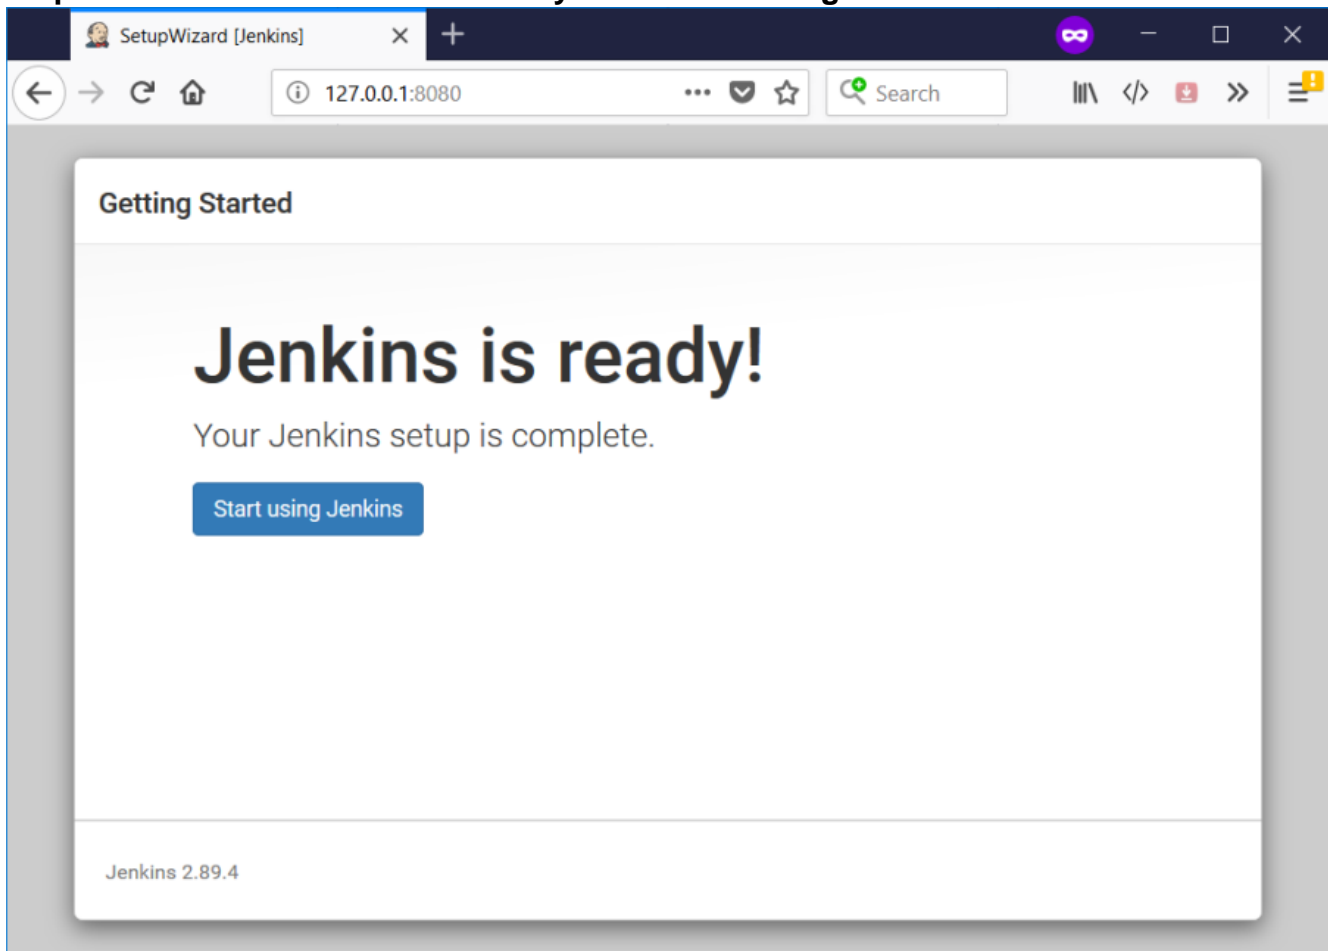 SetupWizard [Jenkins]
127.0.0.1:8080
Search
Getting Started
Jenkins is ready!
Your Jenkins setup is complete.
Start using Jenkins
Jenkins 2.89.4